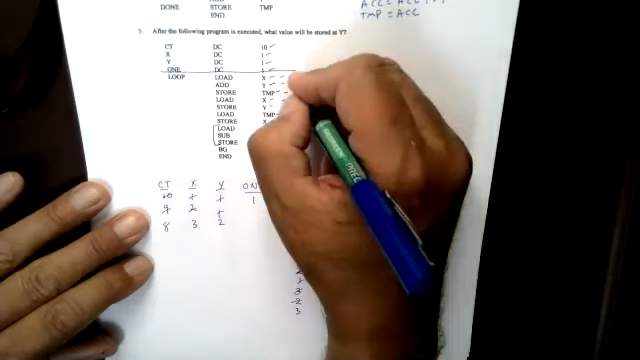 DONE STORE TMP
END
ACC = ACC
TMP = ACC
5. After the following program is executed, what value will be stored at Y?
CT DC 10
X DC 1
Y DC 1
ONE DC 1
LOOP LOAD X
ADD Y
STORE TMP
LOAD X
STORE Y
LOAD TMP
STORE X
LOAD
SUB
STORE
BG
END
CT X Y ON
10 1 1 1
9 2 1
8 3 2
3
2
3